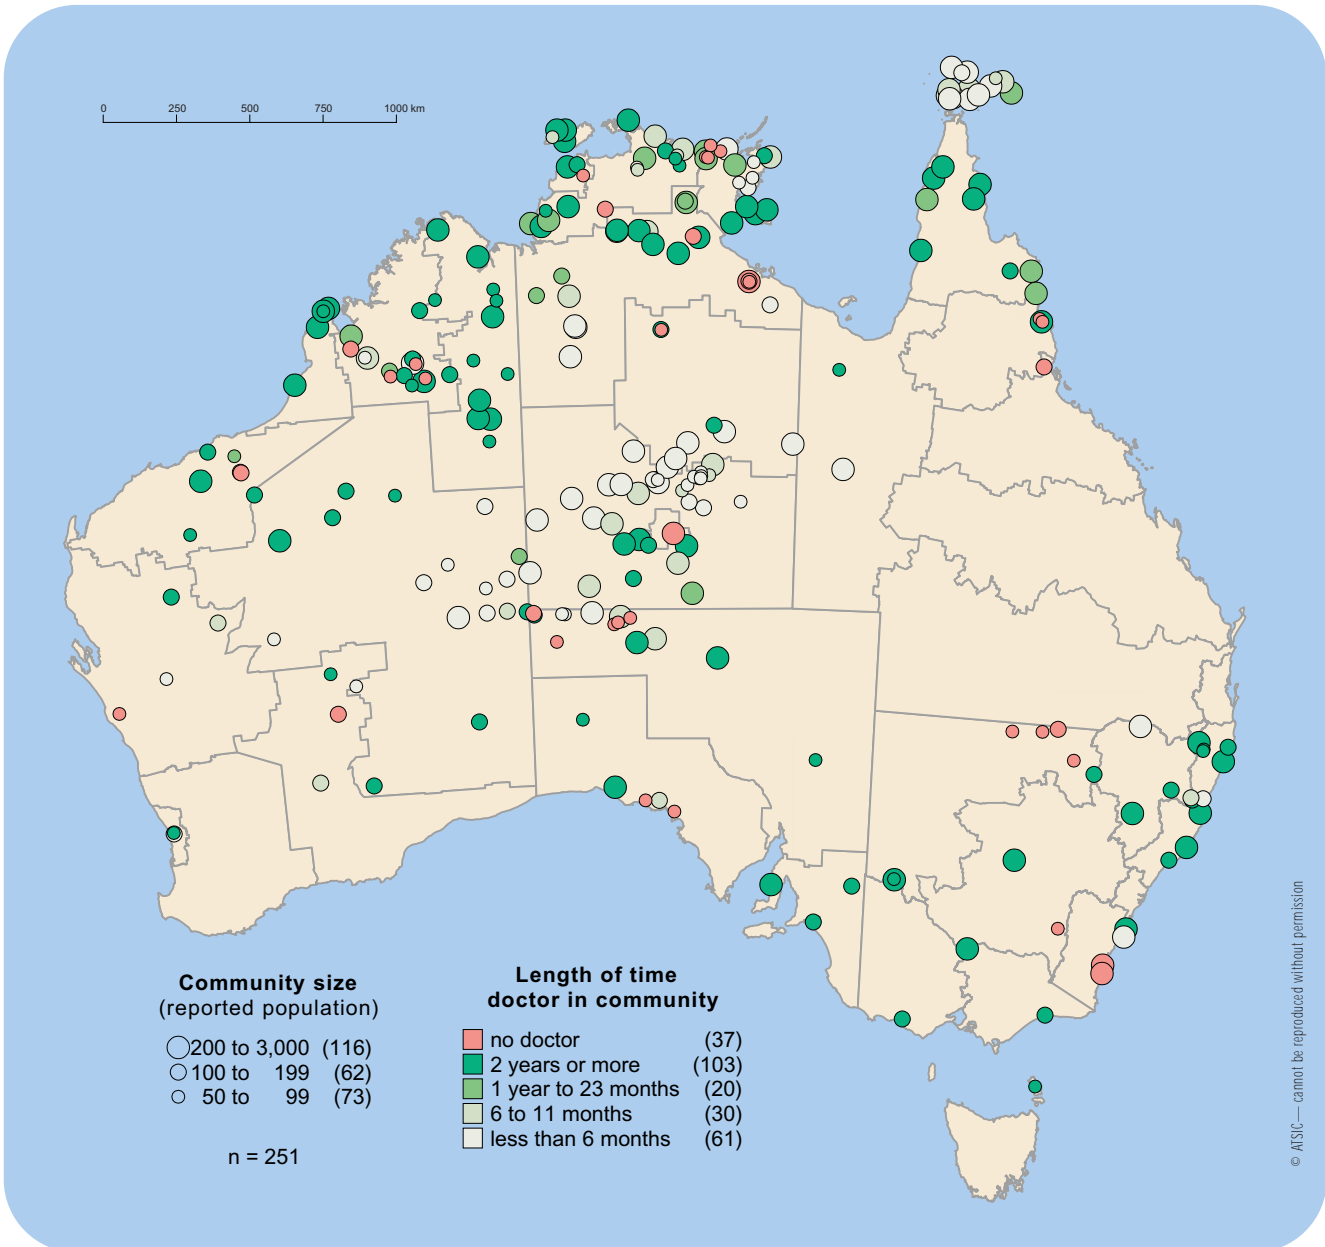 0 250 500 750 1000 km
Community size
(reported population)
200 to 3,000 (116)
100 to 199 (62)
50 to 99 (73)
n = 251
Length of time
doctor in community
no doctor (37)
2 years or more (103)
1 year to 23 months (20)
6 to 11 months (30)
less than 6 months (61)
© ATSIC— cannot be reproduced without permission